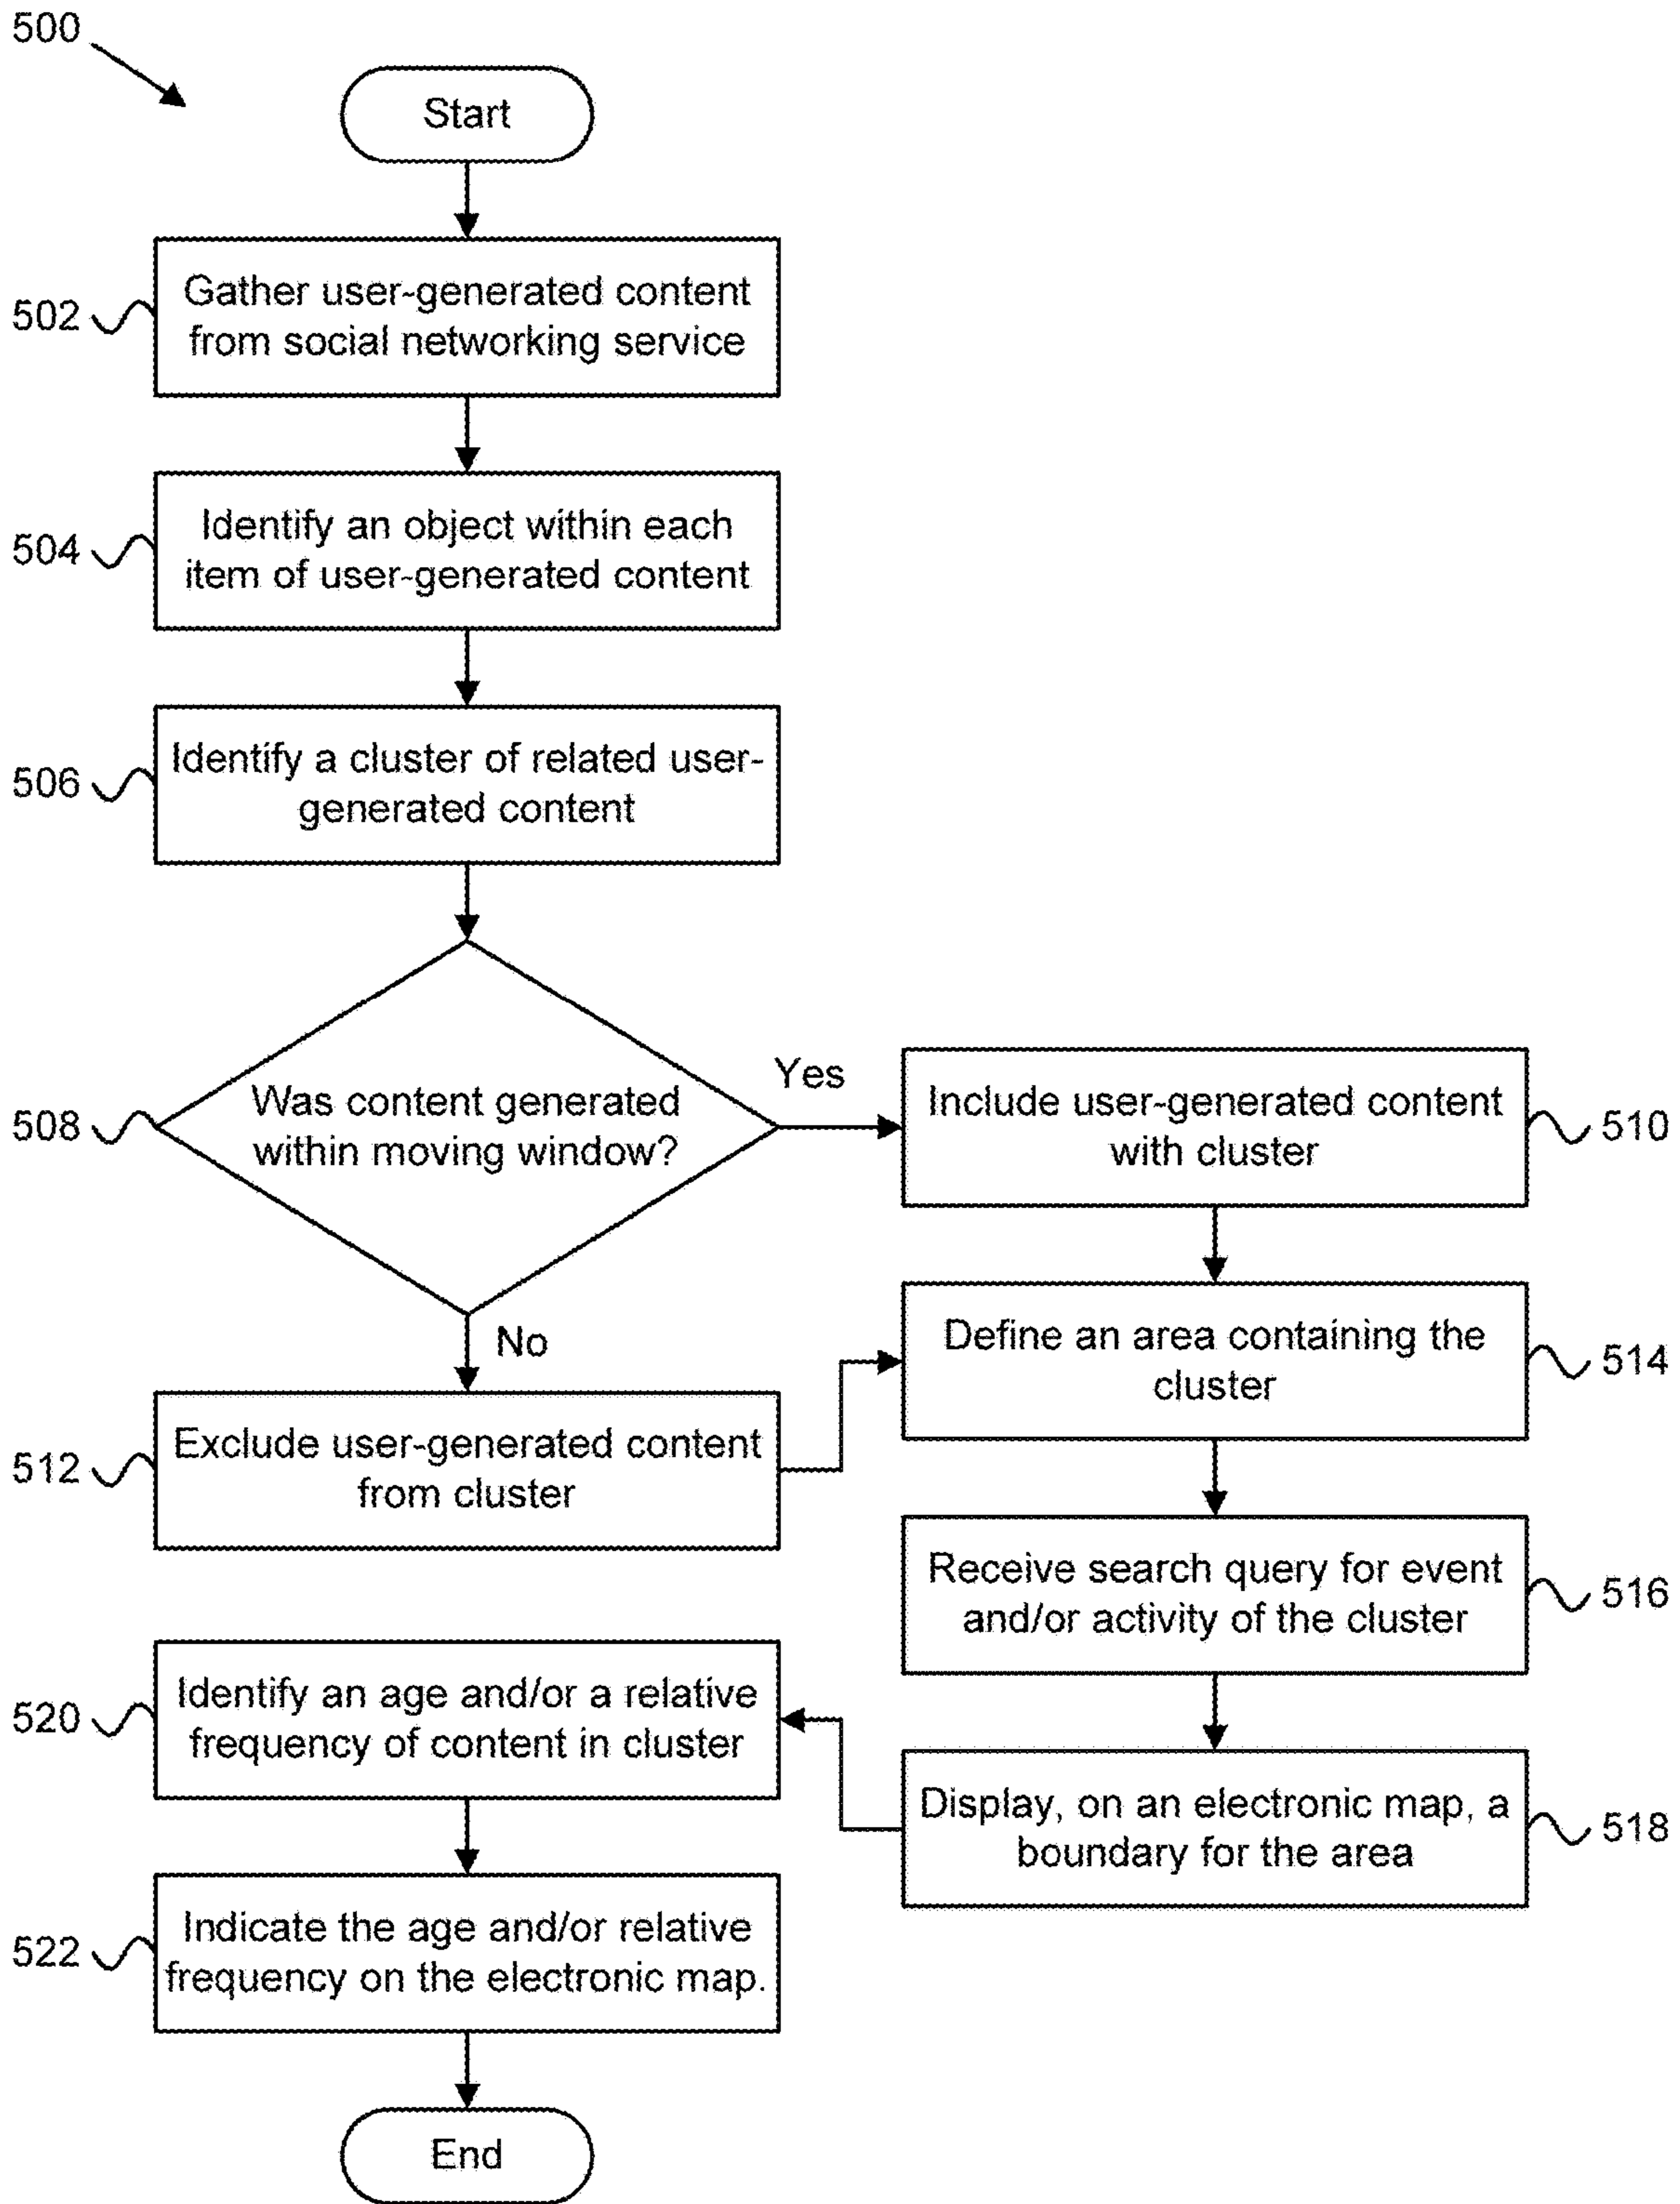 500
Start
502
Gather user-generated content
from social networking service
504
Identify an object within each
item of user-generated content
506
Identify a cluster of related user-
generated content
508
Was content generated
within moving window?
Yes
No
Include user-generated content
with cluster
510
512
Exclude user-generated content
from cluster
Define an area containing the
cluster
514
Receive search query for event
and/or activity of the cluster
516
Display, on an electronic map, a
boundary for the area
518
520
Identify an age and/or a relative
frequency of content in cluster
522
Indicate the age and/or relative
frequency on the electronic map.
End